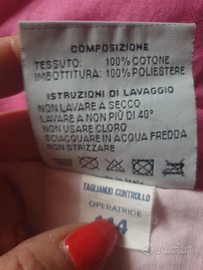 COMPOSIZIONE
TESSUTO: 100% COTONE
IMBOTTITURA: 100% POLIESTERE
ISTRUZIONI DI LAVAGGIO
NON LAVARE A SECCO
LAVARE A NON PIÙ DI 40°
NON USARE CLORO
SCIACQUARE IN ACQUA FREDDA
NON STRIZZARE
TAGLIANDO CONTROLLO
OPERATRICE